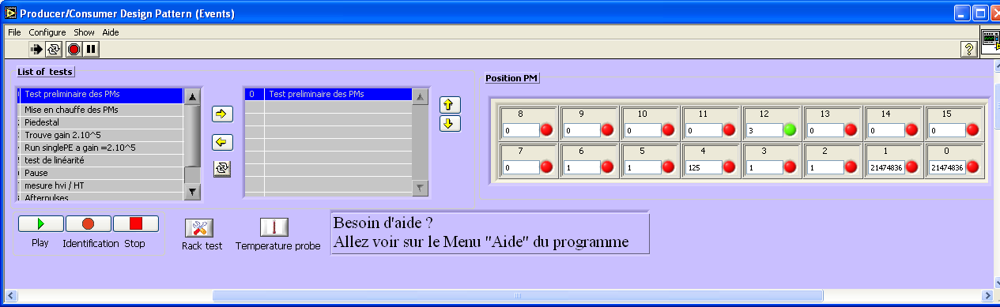 Producer/Consumer Design Pattern (Events)
File Configure Show Aide
?
List of tests
Test preliminaire des PMs
Mise en chauffe des PMs
Piedestal
Trouve gain 2.10^5
Run singlePE a gain =2.10^5
test de linéarité
Pause
mesure hvi / HT
Afterpulses
0 Test preliminaire des PMs
Position PM
8 9 10 11 12 13 14 15
0 0 0 0 3 0 0 0
7 6 5 4 3 2 1 0
0 1 1 125 1 1 21474836 21474836
Play Identification Stop
Rack test
Temperature probe
Besoin d'aide ?
Allez voir sur le Menu "Aide" du programme